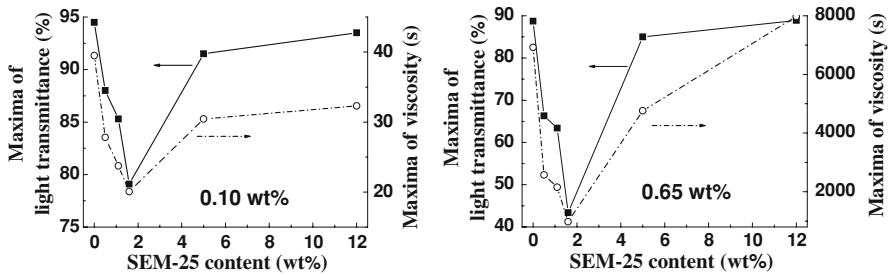 Maxima of
light transmittance (%)
95
90
85
80
75
40
30
20
Maxima of viscosity (s)
0.10 wt%
0 2 4 6 8 10 12
SEM-25 content (wt%)
Maxima of
light transmittance (%)
90
80
70
60
50
40
8000
6000
4000
2000
Maxima of viscosity (s)
0.65 wt%
0 2 4 6 8 10 12
SEM-25 content (wt%)